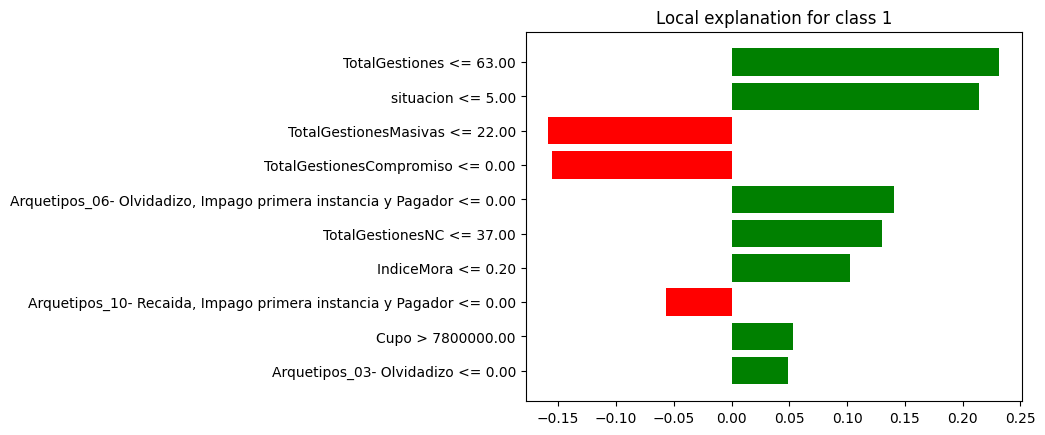 Local explanation for class 1
TotalGestiones <= 63.00
situacion <= 5.00
TotalGestionesMasivas <= 22.00
TotalGestionesCompromiso <= 0.00
Arquetipos_06- Olvidadizo, Impago primera instancia y Pagador <= 0.00
TotalGestionesNC <= 37.00
IndiceMora <= 0.20
Arquetipos_10- Recaida, Impago primera instancia y Pagador <= 0.00
Cupo > 7800000.00
Arquetipos_03- Olvidadizo <= 0.00
−0.15 −0.10 −0.05 0.00 0.05 0.10 0.15 0.20 0.25